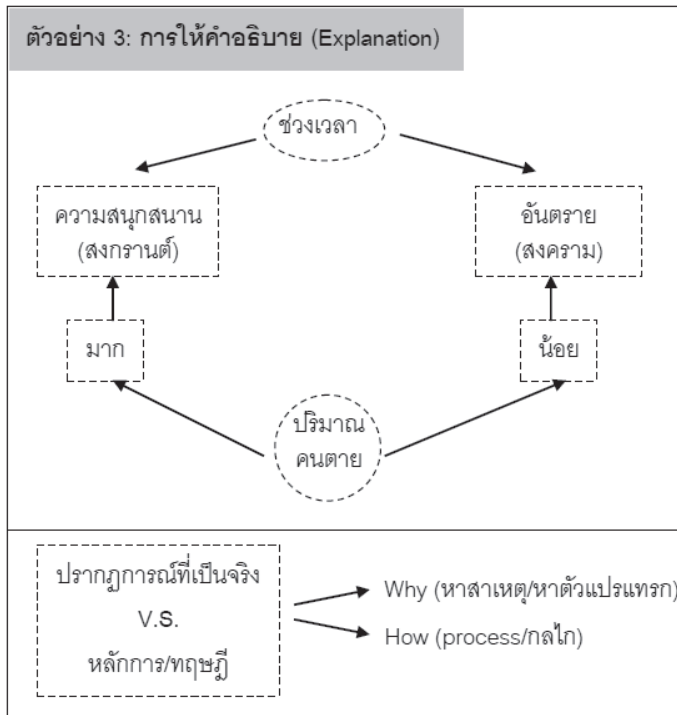 ตัวอย่าง 3: การให้คำอธิบาย (Explanation)
ช่วงเวลา
ความสนุกสนาน
(สงกรานต์)
อันตราย
(สงคราม)
มาก
น้อย
ปริมาณ
คนตาย
ปรากฏการณ์ที่เป็นจริง
V.S.
หลักการ/ทฤษฎี
Why (หาสาเหตุ/หาตัวแปรแทรก)
How (process/กลไก)